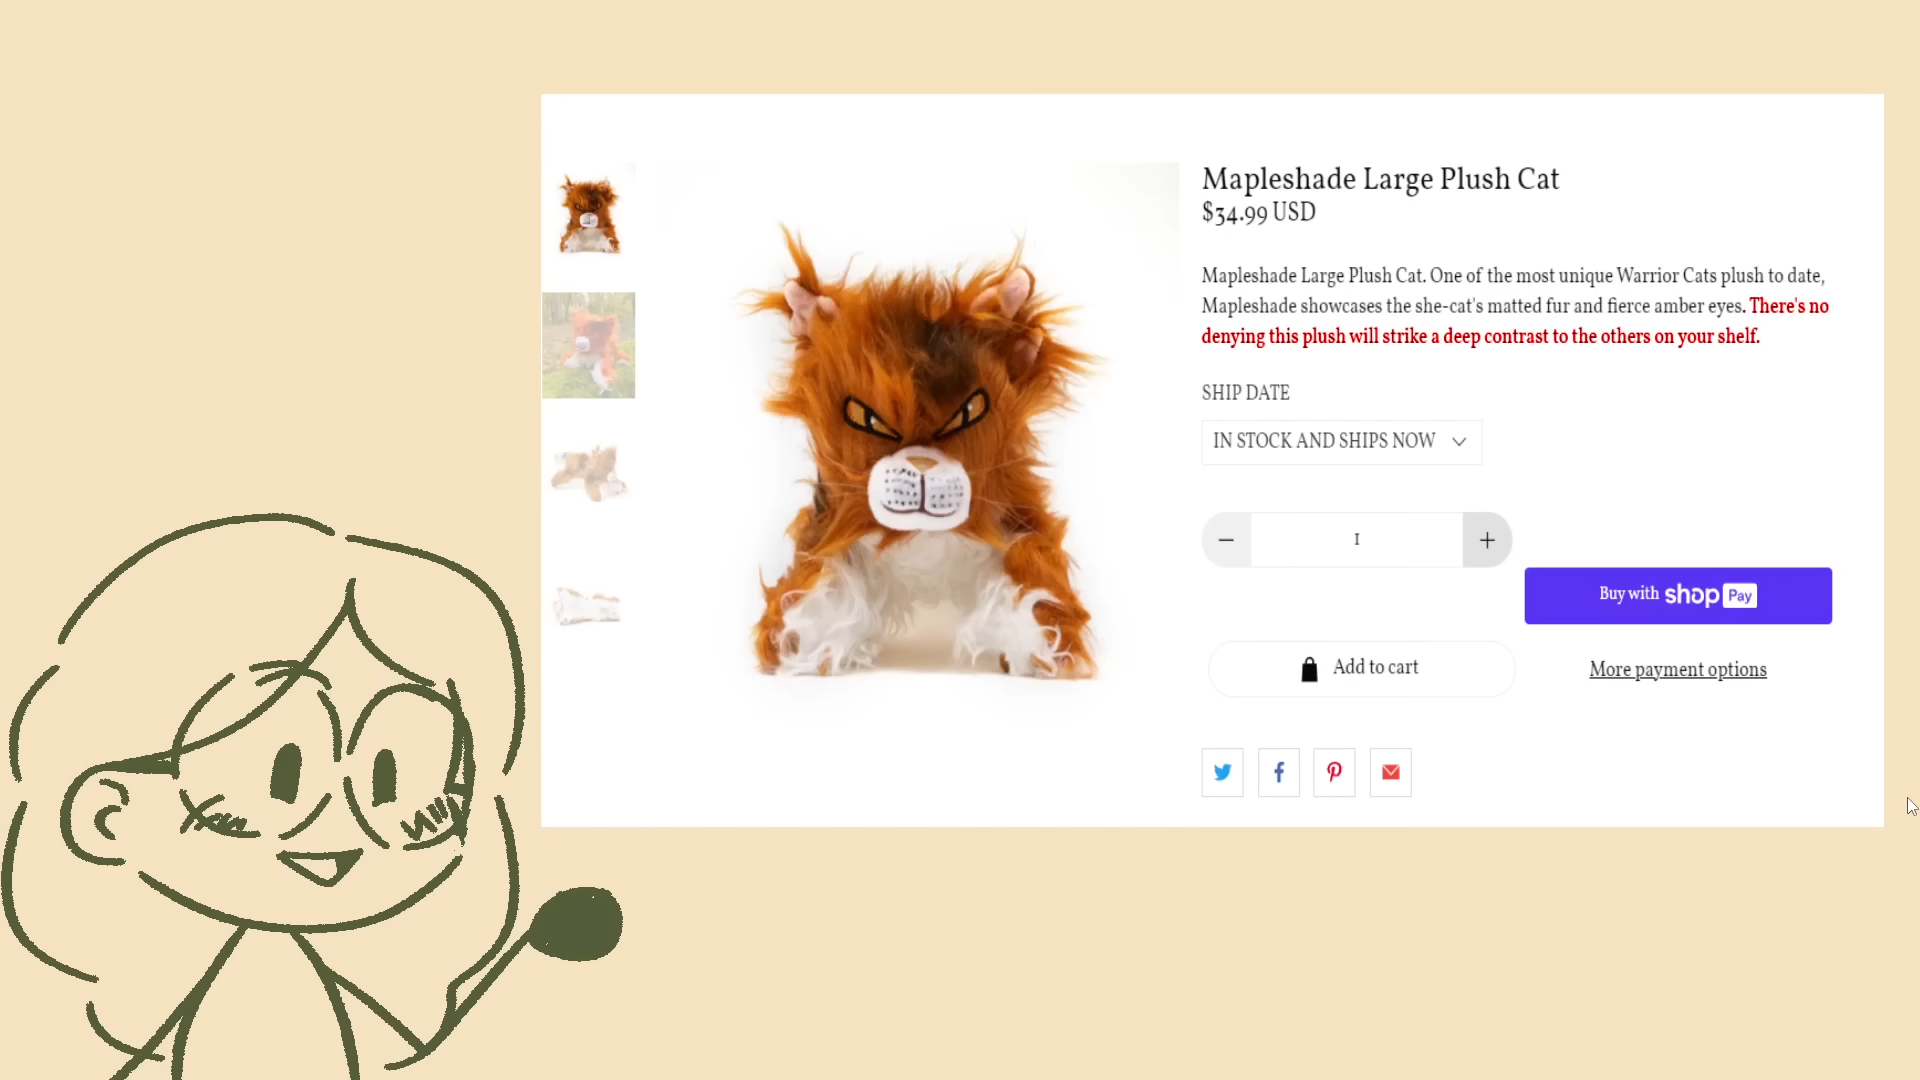 Mapleshade Large Plush Cat
$34.99 USD
Mapleshade Large Plush Cat. One of the most unique Warrior Cats plush to date,
Mapleshade showcases the she-cat's matted fur and fierce amber eyes. There's no
denying this plush will strike a deep contrast to the others on your shelf.
SHIP DATE
IN STOCK AND SHIPS NOW
1
Buy with shop Pay
Add to cart
More payment options